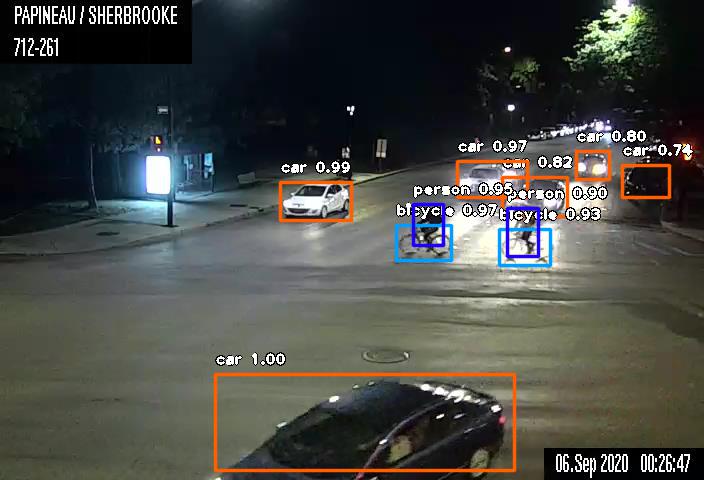 PAPINEAU / SHERBROOKE
712-261
car 0.80
car 0.97
car 0.74
car 0.82
car 0.99
person 0.95
person 0.90
bicycle 0.97
bicycle 0.93
car 1.00
06.Sep 2020 00:26:47